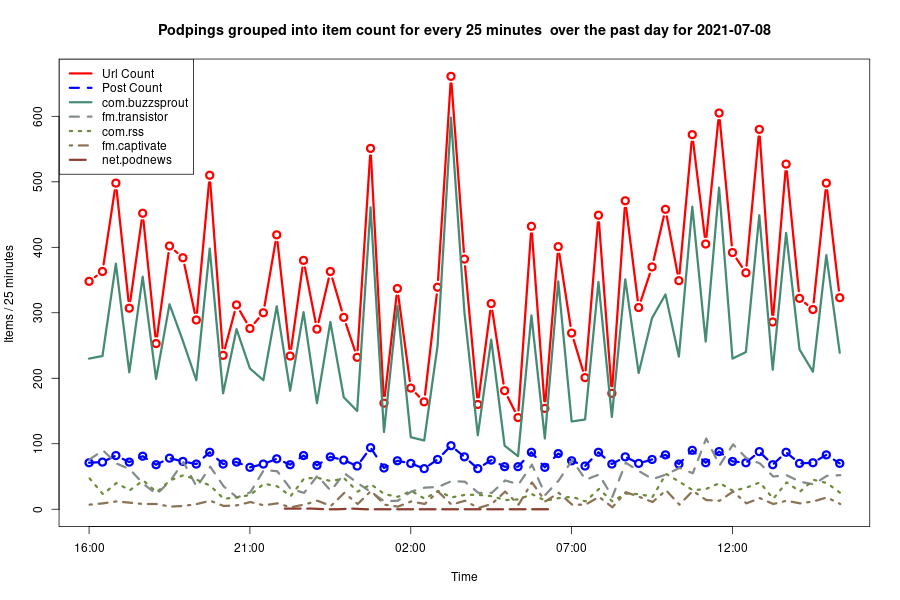 Podpings grouped into item count for every 25 minutes  over the past day for 2021-07-08
Url Count
Post Count
com.buzzsprout
fm.transistor
com.rss
fm.captivate
net.podnews
Items / 25 minutes
600
500
400
300
200
100
0
16:00 21:00 02:00 07:00 12:00
Time